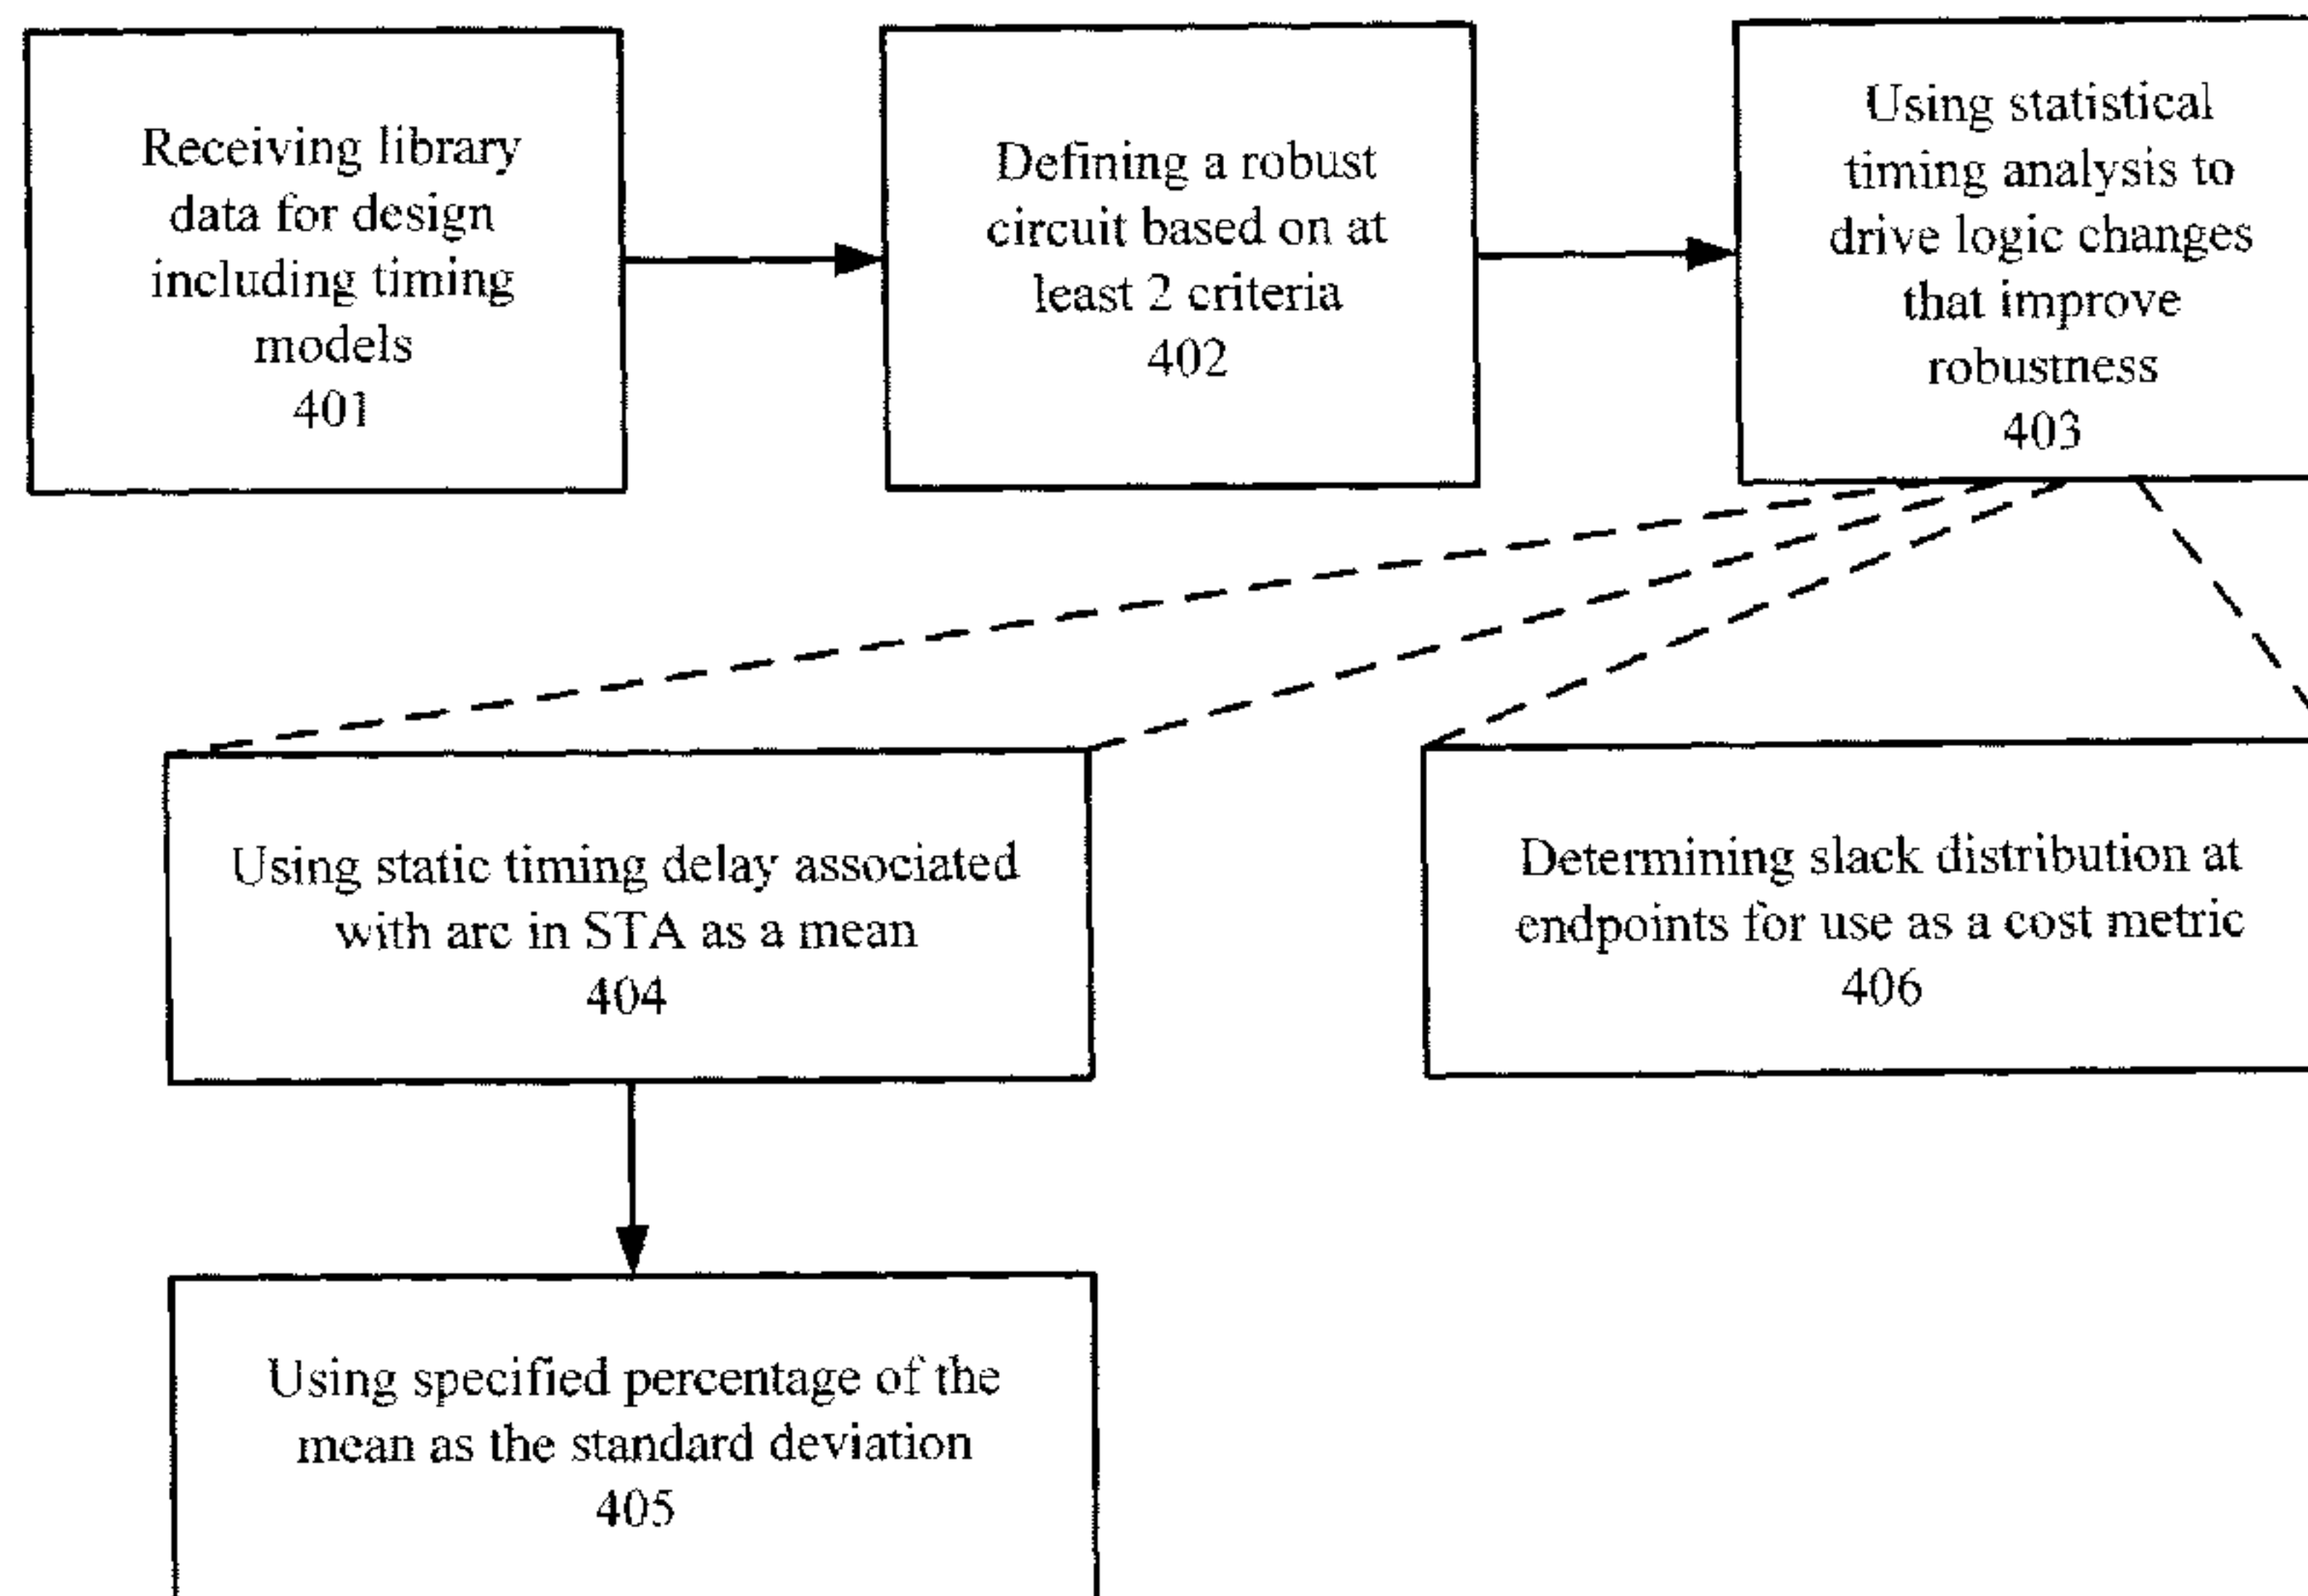 Receiving library
data for design
including timing
models
401
Defining a robust
circuit based on at
least 2 criteria
402
Using statistical
timing analysis to
drive logic changes
that improve
robustness
403
Using static timing delay associated
with arc in STA as a mean
404
Determining slack distribution at
endpoints for use as a cost metric
406
Using specified percentage of the
mean as the standard deviation
405